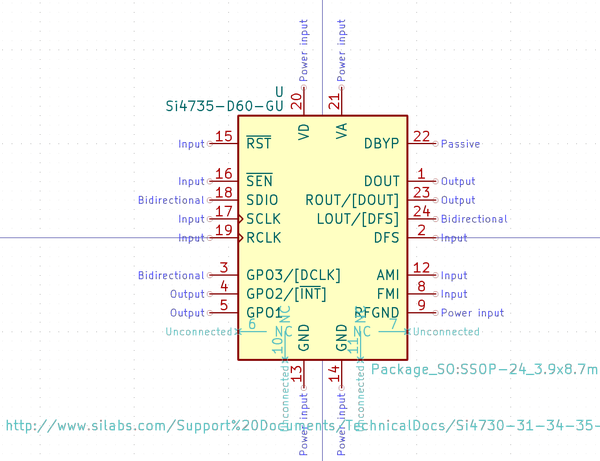 Power input Power input
20 21
U
Si4735-D60-GU
VD VA
Input 15 RST DBYP 22 Passive
Input 16 SEN DOUT 1 Output
Bidirectional 18 SDIO ROUT/[DOUT] 23 Output
Input 17 SCLK LOUT/[DFS] 24 Bidirectional
Input 19 RCLK DFS 2 Input
Bidirectional 3 GPO3/[DCLK] AMI 12 Input
Output 4 GPO2/[INT] FMI 8 Input
Output 5 GPO1 RFGND 9 Power input
Unconnected 6 NC NC 7 Unconnected
NC NC
10 GND GND 11
Unconnected Unconnected
13 14
Package_SO:SSOP-24_3.9x8.7m
Power input Power input
http://www.silabs.com/Support%20Documents/TechnicalDocs/Si4730-31-34-35-